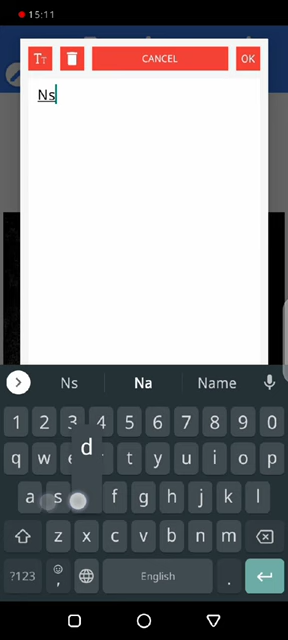 15:11
TT CANCEL OK
Ns
Ns Na Name
1 2 3 4 5 6 7 8 9 0
d
q w e t y u i o p
a s f g h j k l
z x c v b n m
?123 , English .